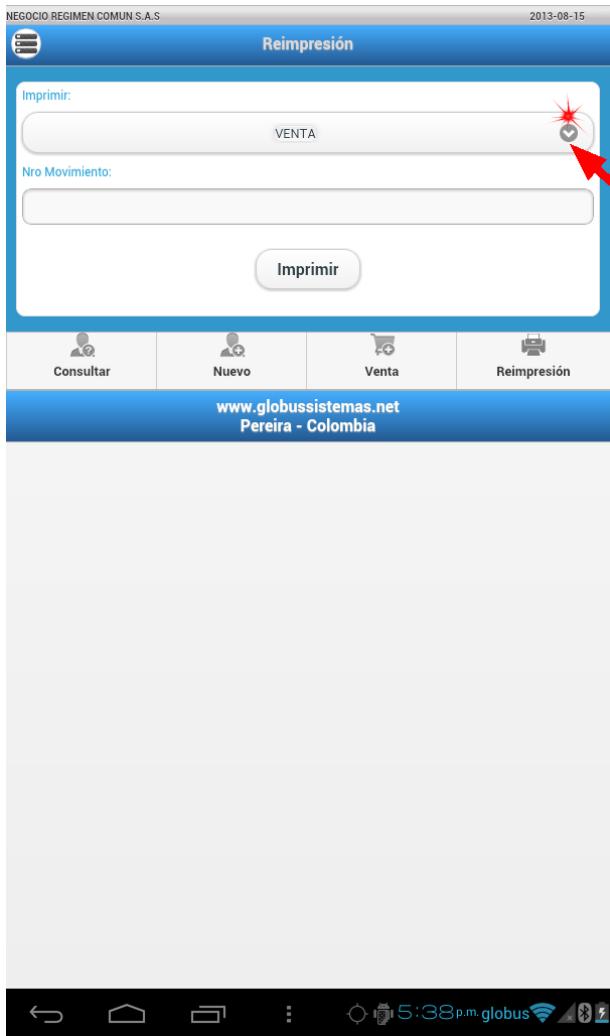 NEGOCIO REGIMEN COMUN S.A.S 2013-08-15
Reimpresión
Imprimir:
VENTA
Nro Movimiento:
Imprimir
Consultar Nuevo Venta Reimpresión
www.globussistemas.net
Pereira - Colombia
5:38 p.m. globus